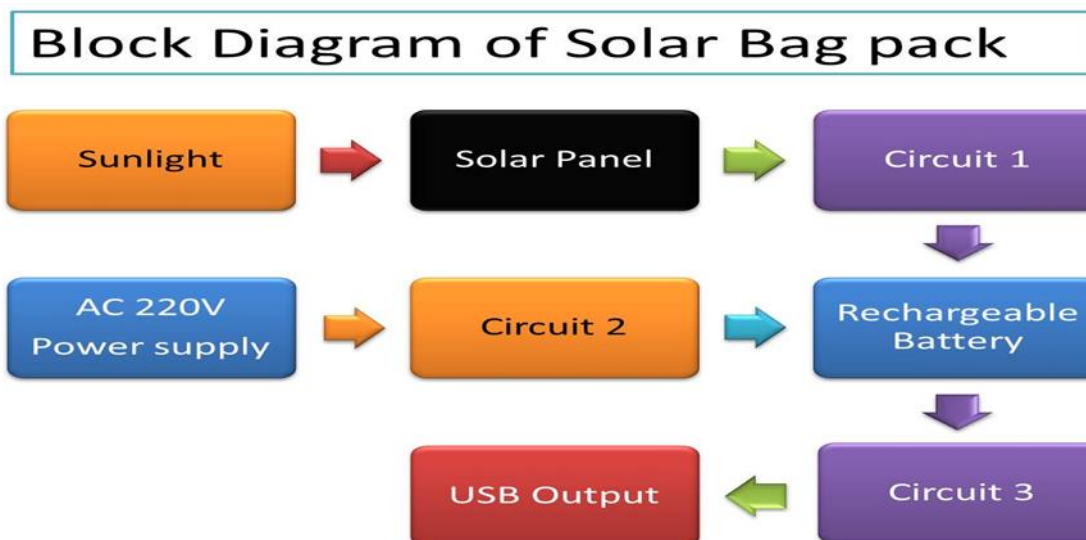 Block Diagram of Solar Bag pack
Sunlight
Solar Panel
Circuit 1
AC 220V
Power supply
Circuit 2
Rechargeable
Battery
USB Output
Circuit 3